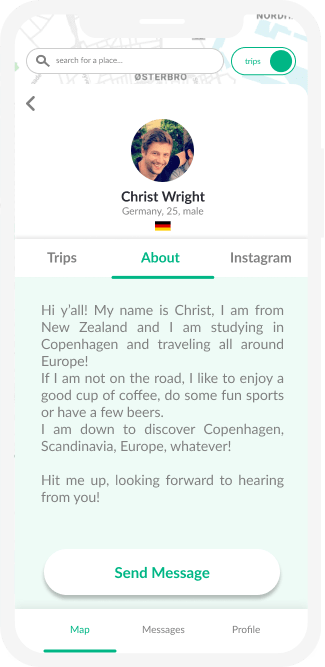 search for a place...
trips
ØSTERBRO
Christ Wright
Germany, 25, male
Trips
About
Instagram
Hi y'all! My name is Christ, I am from
New Zealand and I am studying in
Copenhagen and traveling all around
Europe!
If I am not on the road, I like to enjoy a
good cup of coffee, do some fun sports
or have a few beers.
I am down to discover Copenhagen,
Scandinavia, Europe, whatever!
Hit me up, looking forward to hearing
from you!
Send Message
Map
Messages
Profile